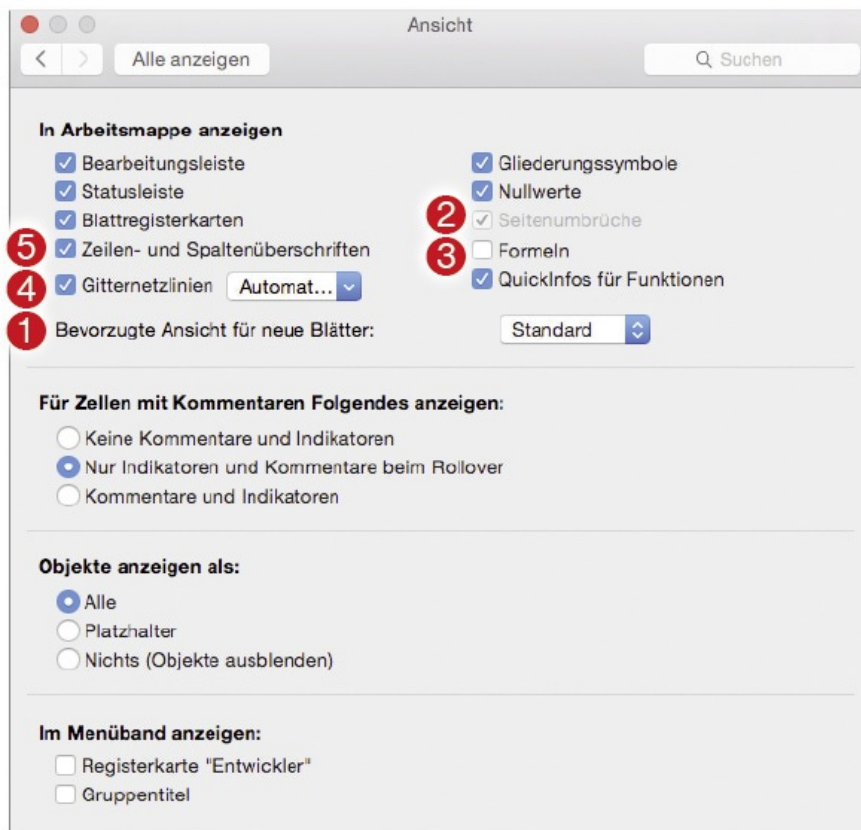 Ansicht
Alle anzeigen
Suchen
In Arbeitsmappe anzeigen
Bearbeitungsleiste
Statusleiste
Blattregisterkarten
5 Zeilen- und Spaltenüberschriften
4 Gitternetzlinien Automat...
Gliederungssymbole
Nullwerte
2 Seitenumbrüche
3 Formeln
QuickInfos für Funktionen
1 Bevorzugte Ansicht für neue Blätter: Standard
Für Zellen mit Kommentaren Folgendes anzeigen:
Keine Kommentare und Indikatoren
Nur Indikatoren und Kommentare beim Rollover
Kommentare und Indikatoren
Objekte anzeigen als:
Alle
Platzhalter
Nichts (Objekte ausblenden)
Im Menüband anzeigen:
Registerkarte "Entwickler"
Gruppentitel